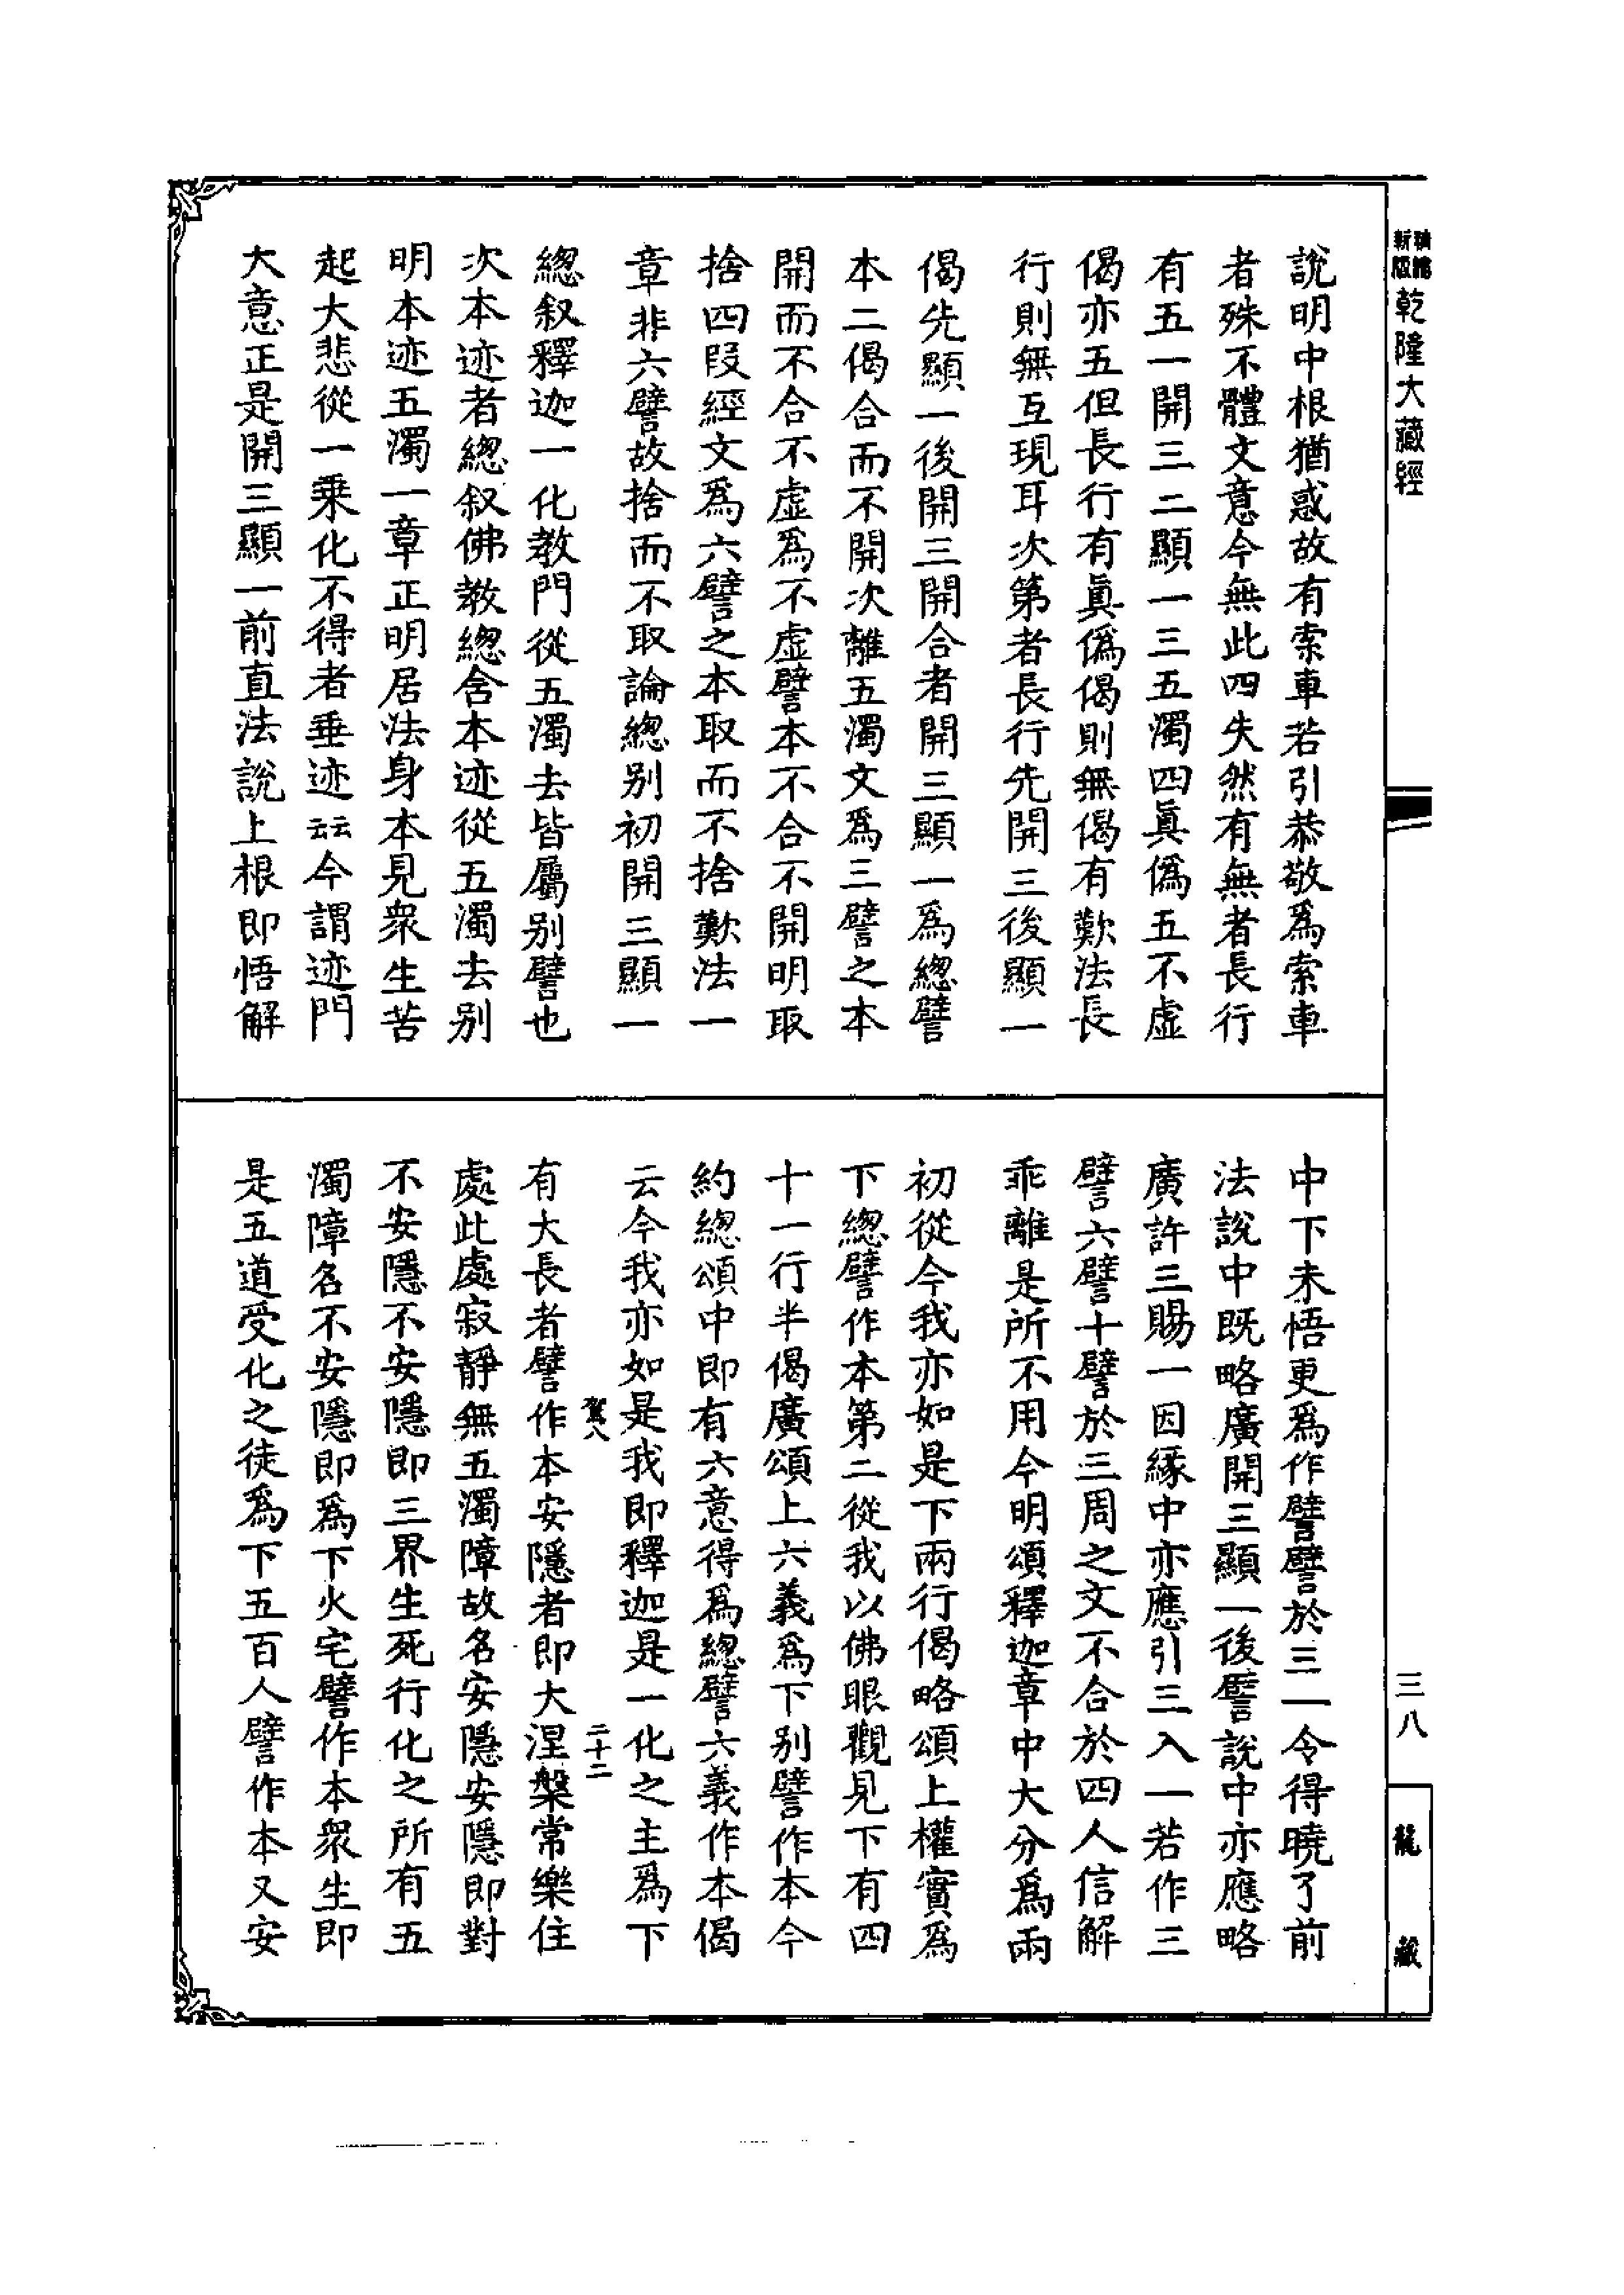 新版 精縮 乾隆大藏經
三八
龍藏
說明中根猶惑故有索車若引恭敬爲索車
者殊不體文意今無此四失然有無者長行
有五一開三二顯一三五濁四眞僞五不虛
偈亦五但長行有眞僞偈則無偈有歎法長
行則無互現耳次第者長行先開三後顯一
偈先顯一後開三開合者開三顯一爲總譬
本二偈合而不開次離五濁文爲三譬之本
開而不合不虛爲不虛譬本不合不開明取
捨四段經文爲六譬之本取而不捨歎法一
章非六譬故捨而不取論總别初開三顯一
總叙釋迦一化教門從五濁去皆屬别譬也
次本迹者總叙佛教總含本迹從五濁去别
明本迹五濁一章正明居法身本見衆生苦
起大悲從一乗化不得者垂迹云云今謂迹門
大意正是開三顯一前直法說上根即悟解
中下未悟更爲作譬譬於三一令得曉了前
法說中既略廣開三顯一後譬說中亦應略
廣許三賜一因緣中亦應引三入一若作三
譬六譬十譬於三周之文不合於四人信解
乖離是所不用今明頌釋迦章中大分爲兩
初從今我亦如是下兩行偈略頌上權實爲
下總譬作本第二從我以佛眼觀見下有四
十一行半偈廣頌上六義爲下别譬作本今
約總頌中即有六意得爲總譬六義作本偈
云今我亦如是我即釋迦是一化之主爲下
駕八 二十二
有大長者譬作本安隱者即大涅槃常樂住
處此處寂靜無五濁障故名安隱安隱即對
不安隱不安隱即三界生死行化之所有五
濁障名不安隱即爲下火宅譬作本衆生即
是五道受化之徒爲下五百人譬作本又安